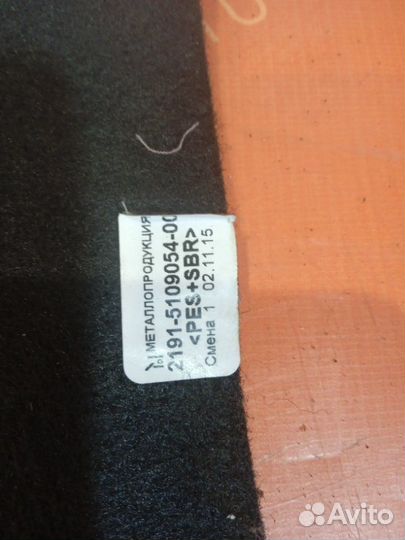 МЕТАЛЛОПРОДУКЦИЯ
2191-5109054-00
<PES+SBR>
Смена 1 02.11.15
Avito